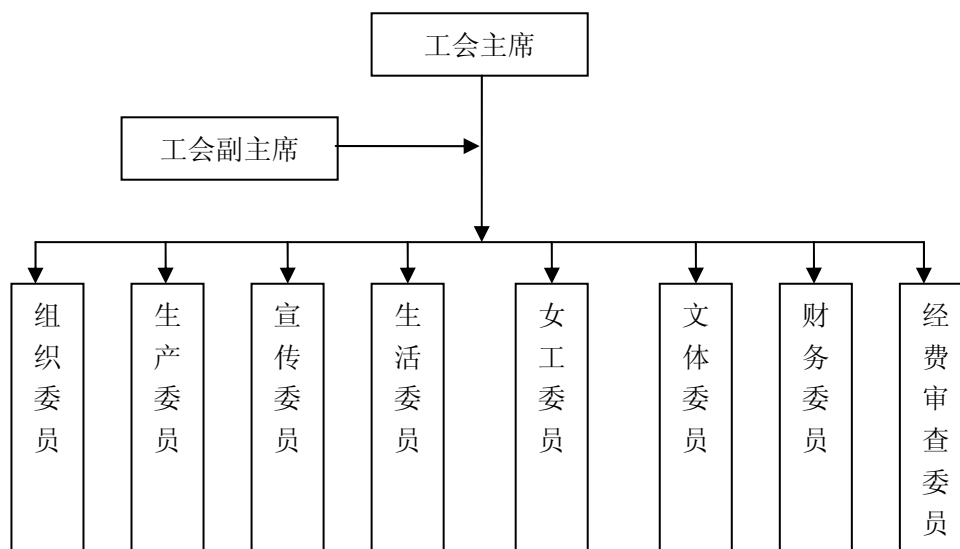 工会主席
工会副主席
组织委员
生产委员
宣传委员
生活委员
女工委员
文体委员
财务委员
经费审查委员